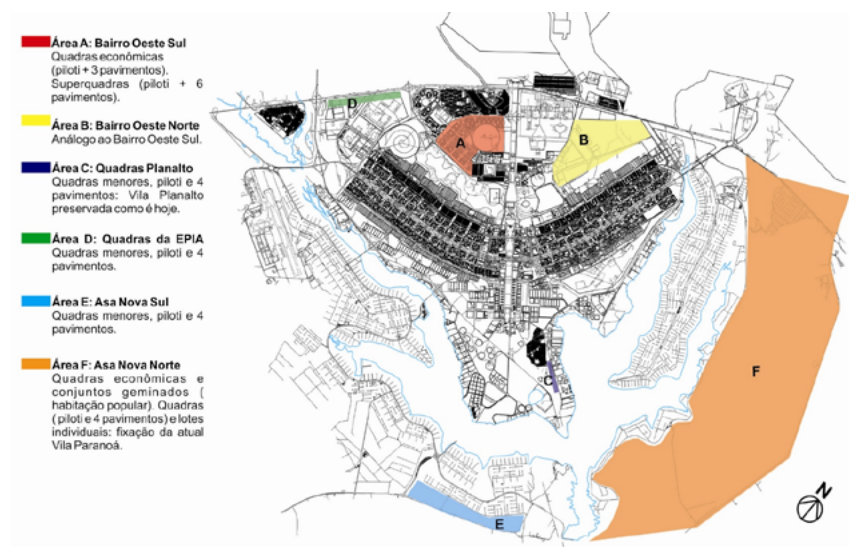 Área A: Bairro Oeste Sul
Quadras econômicas
(piloti + 3 pavimentos).
Superquadras (piloti + 6
pavimentos).
Área B: Bairro Oeste Norte
Análogo ao Bairro Oeste Sul.
Área C: Quadras Planalto
Quadras menores, piloti e 4
pavimentos: Vila Planalto
preservada como é hoje.
Área D: Quadras da EPIA
Quadras menores, piloti e 4
pavimentos.
Área E: Asa Nova Sul
Quadras menores, piloti e 4
pavimentos.
Área F: Asa Nova Norte
Quadras econômicas e
conjuntos geminados (
habitação popular). Quadras
( piloti e 4 pavimentos) e lotes
individuais: fixação da atual
Vila Paranoá.
D
A
B
C
F
E
N